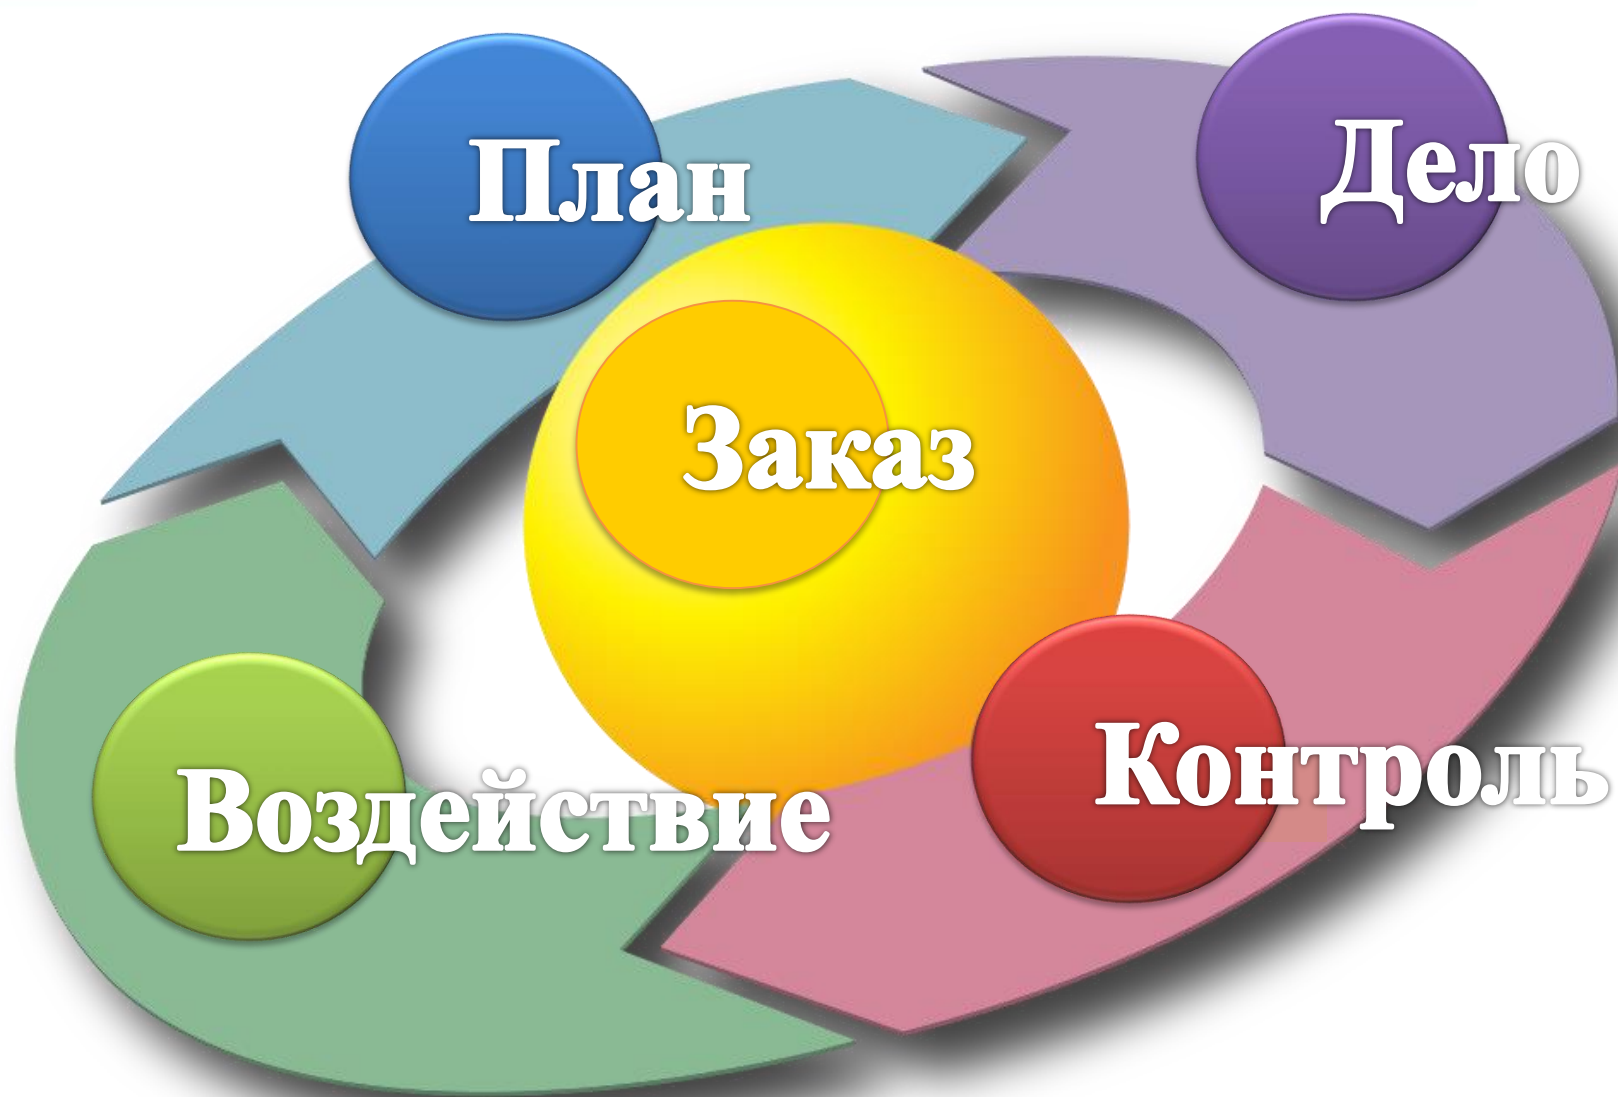 План
Дело
Заказ
Контроль
Воздействие